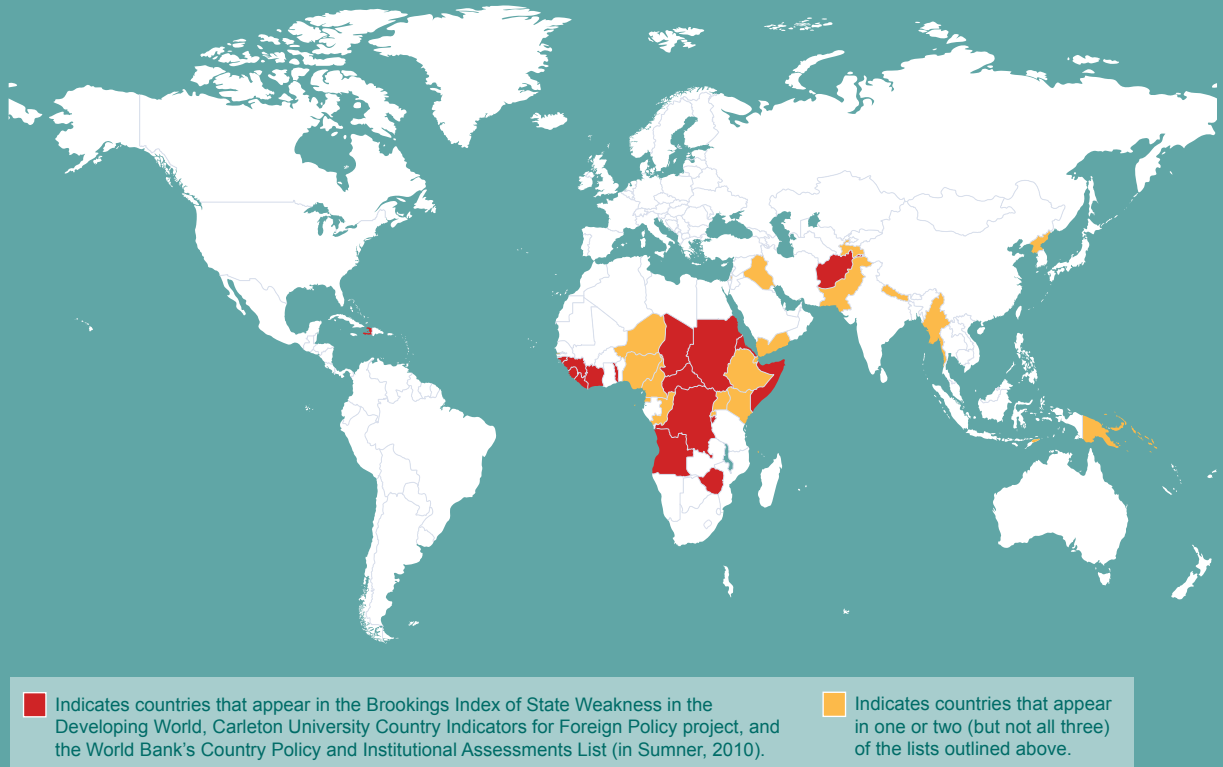 Indicates countries that appear in the Brookings Index of State Weakness in the
Developing World, Carleton University Country Indicators for Foreign Policy project, and
the World Bank's Country Policy and Institutional Assessments List (in Sumner, 2010).
Indicates countries that appear
in one or two (but not all three)
of the lists outlined above.